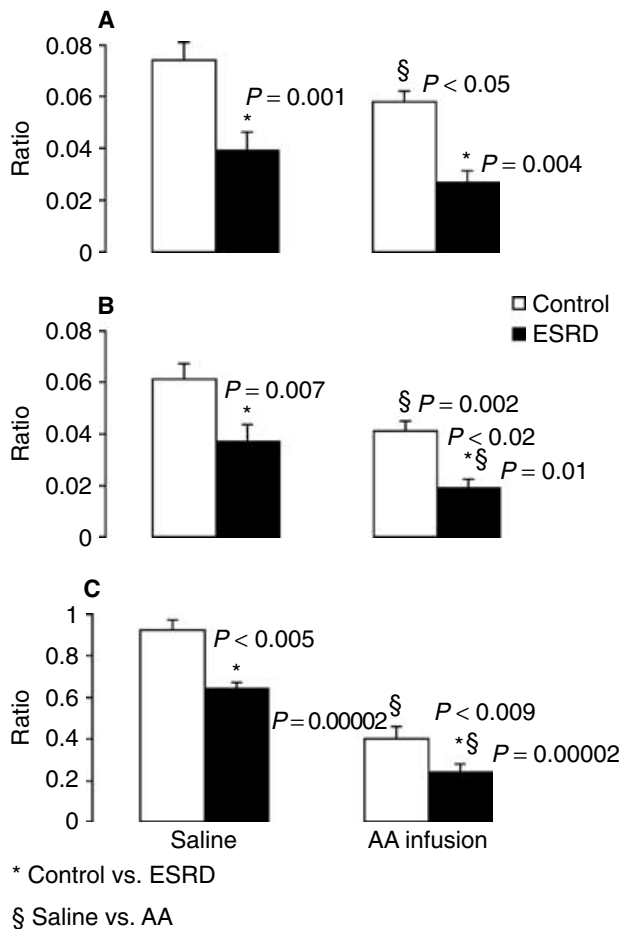 A
0.08
0.06
0.04
0.02
0
Ratio
P = 0.001
*
§
P < 0.05
*
P = 0.004
B
Control
ESRD
0.08
0.06
0.04
0.02
0
Ratio
P = 0.007
*
§ P = 0.002
P < 0.02
*§
P = 0.01
C
1
0.8
0.6
0.4
0.2
0
Ratio
P < 0.005
*
P = 0.00002
§
P < 0.009
*§
P = 0.00002
Saline
AA infusion
* Control vs. ESRD
§ Saline vs. AA